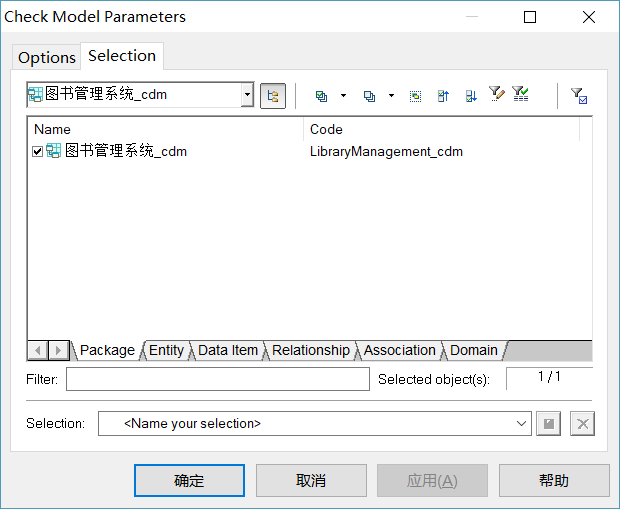 Check Model Parameters
Options Selection
图书管理系统_cdm
Name Code
图书管理系统_cdm LibraryManagement_cdm
Package Entity Data Item Relationship Association Domain
Filter: Selected object(s): 1 / 1
Selection: <Name your selection>
确定 取消 应用(A) 帮助